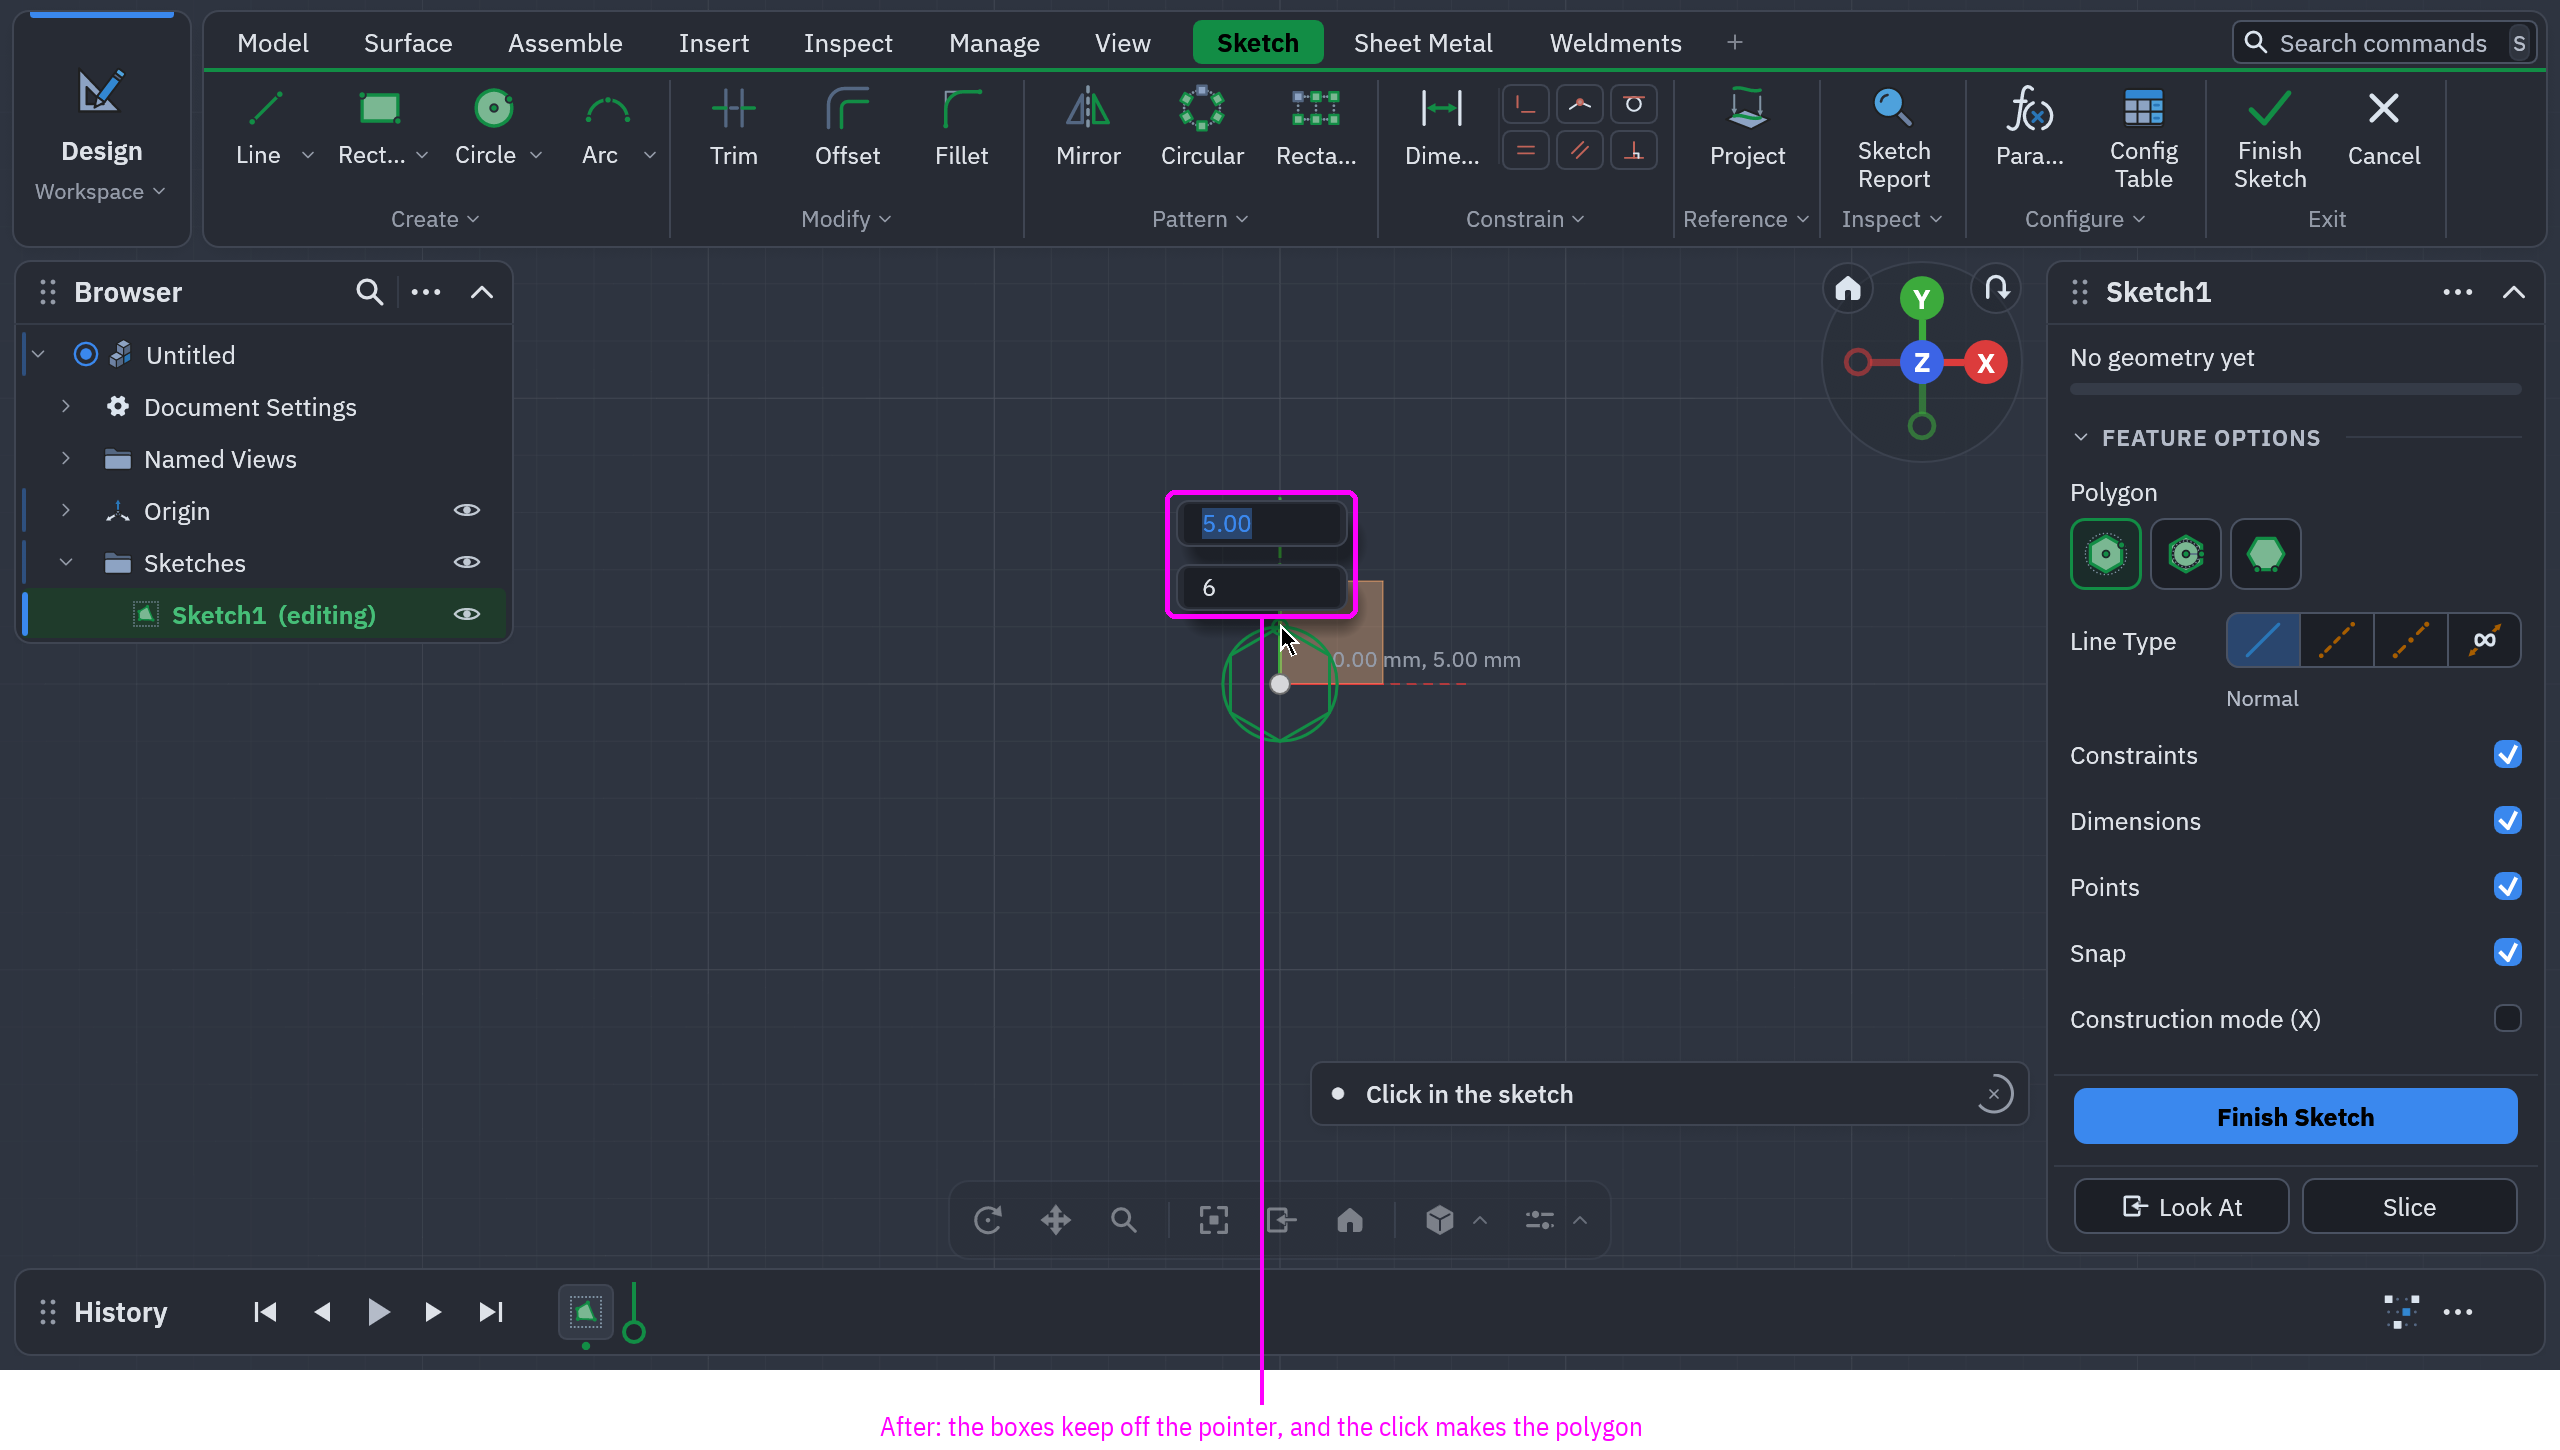 Design
Workspace
Model Surface Assemble Insert Inspect Manage View Sketch Sheet Metal Weldments +
Search commands S
Line Rect... Circle Arc
Create
Trim Offset Fillet
Modify
Mirror Circular Recta...
Pattern
Dime...
Constrain
Project
Reference
Sketch Report
Inspect
Para... Config Table
Configure
Finish Sketch Cancel
Exit
Browser
Untitled
Document Settings
Named Views
Origin
Sketches
Sketch1 (editing)
Y
Z
X
5.00
6
0.00 mm, 5.00 mm
Sketch1
No geometry yet
FEATURE OPTIONS
Polygon
Line Type
Normal
Constraints
Dimensions
Points
Snap
Construction mode (X)
Finish Sketch
Look At
Slice
Click in the sketch
History
After: the boxes keep off the pointer, and the click makes the polygon